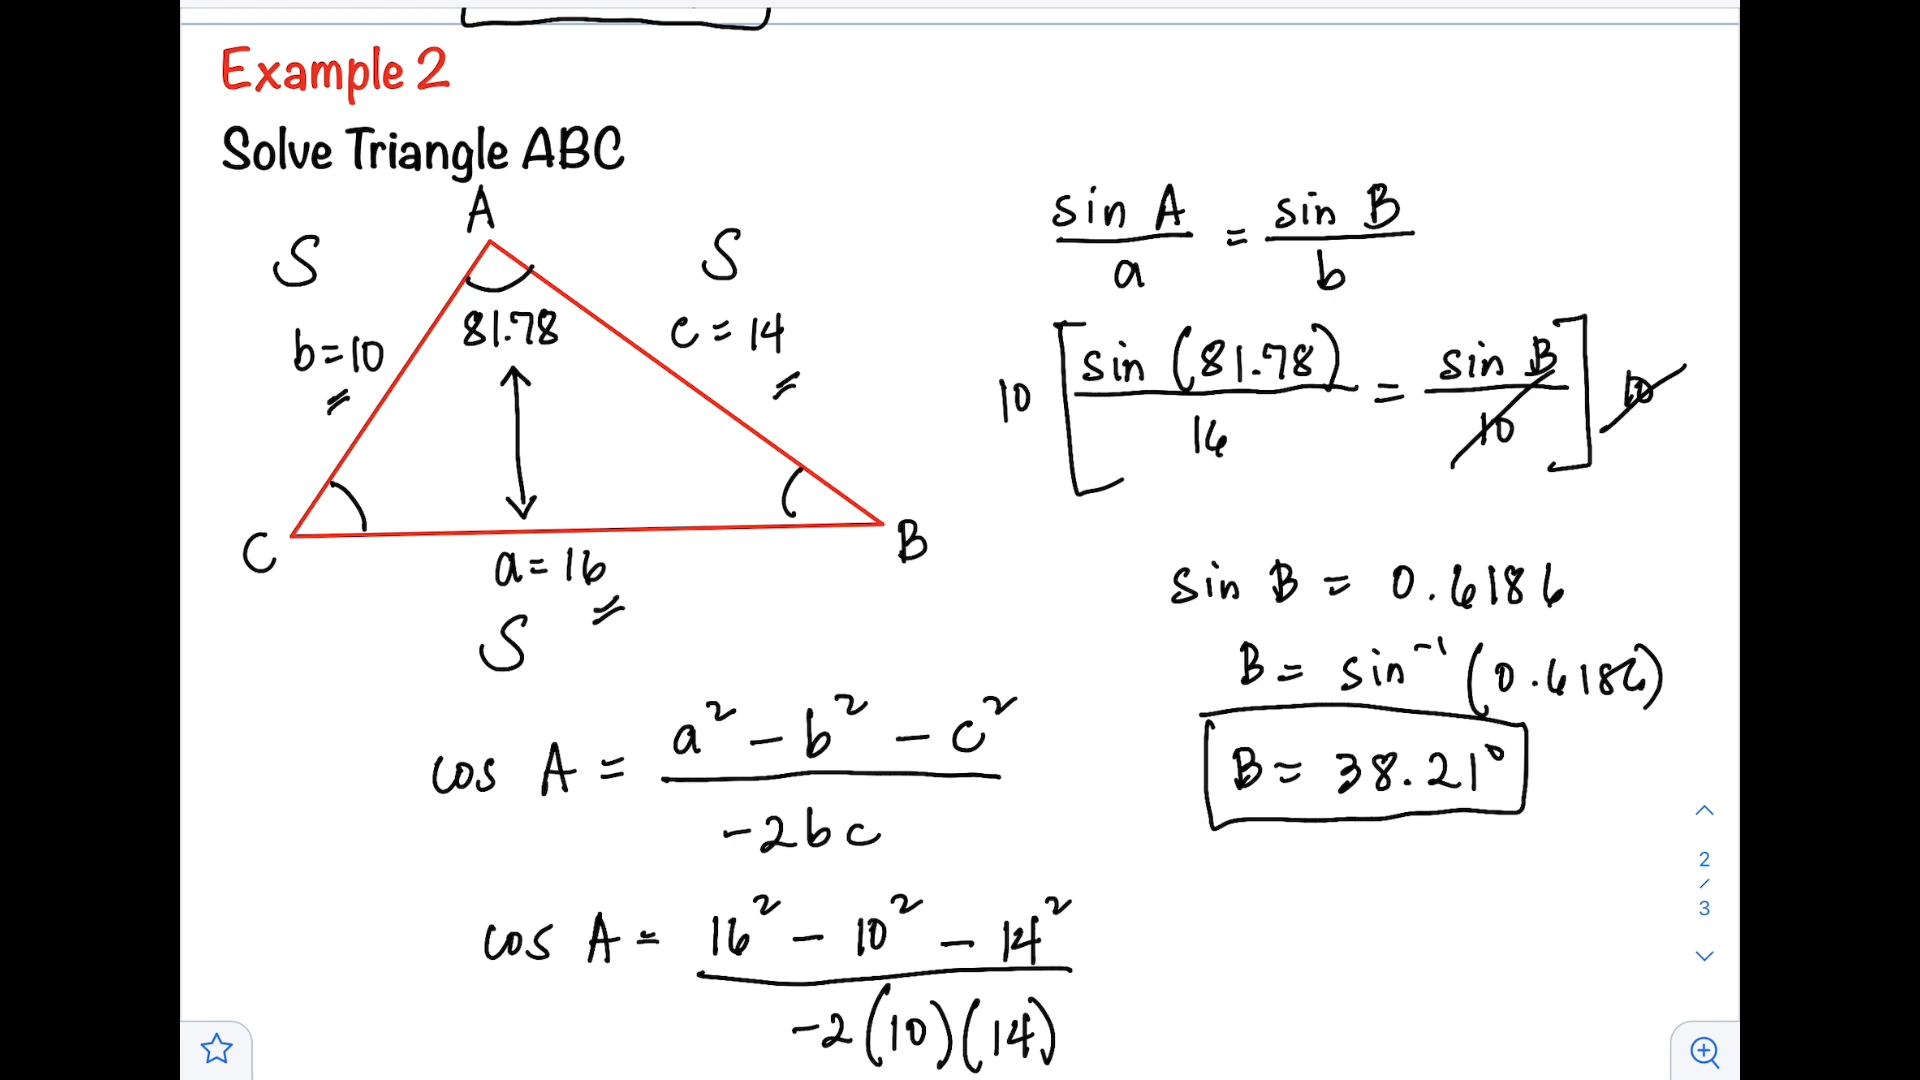 Example 2
Solve Triangle ABC
A
S
S
b=10
81.78
c = 14
C
B
a= 16
S
cos A = a² - b² - c² / -2bc
cos A = 16² - 10² - 14² / -2(10)(14)
sin A / a = sin B / b
10 [ sin (81.78) / 16 = sin B / 10 ] 10
sin B = 0.6186
B = sin⁻¹ (0.6186)
B = 38.21°
2
/
3